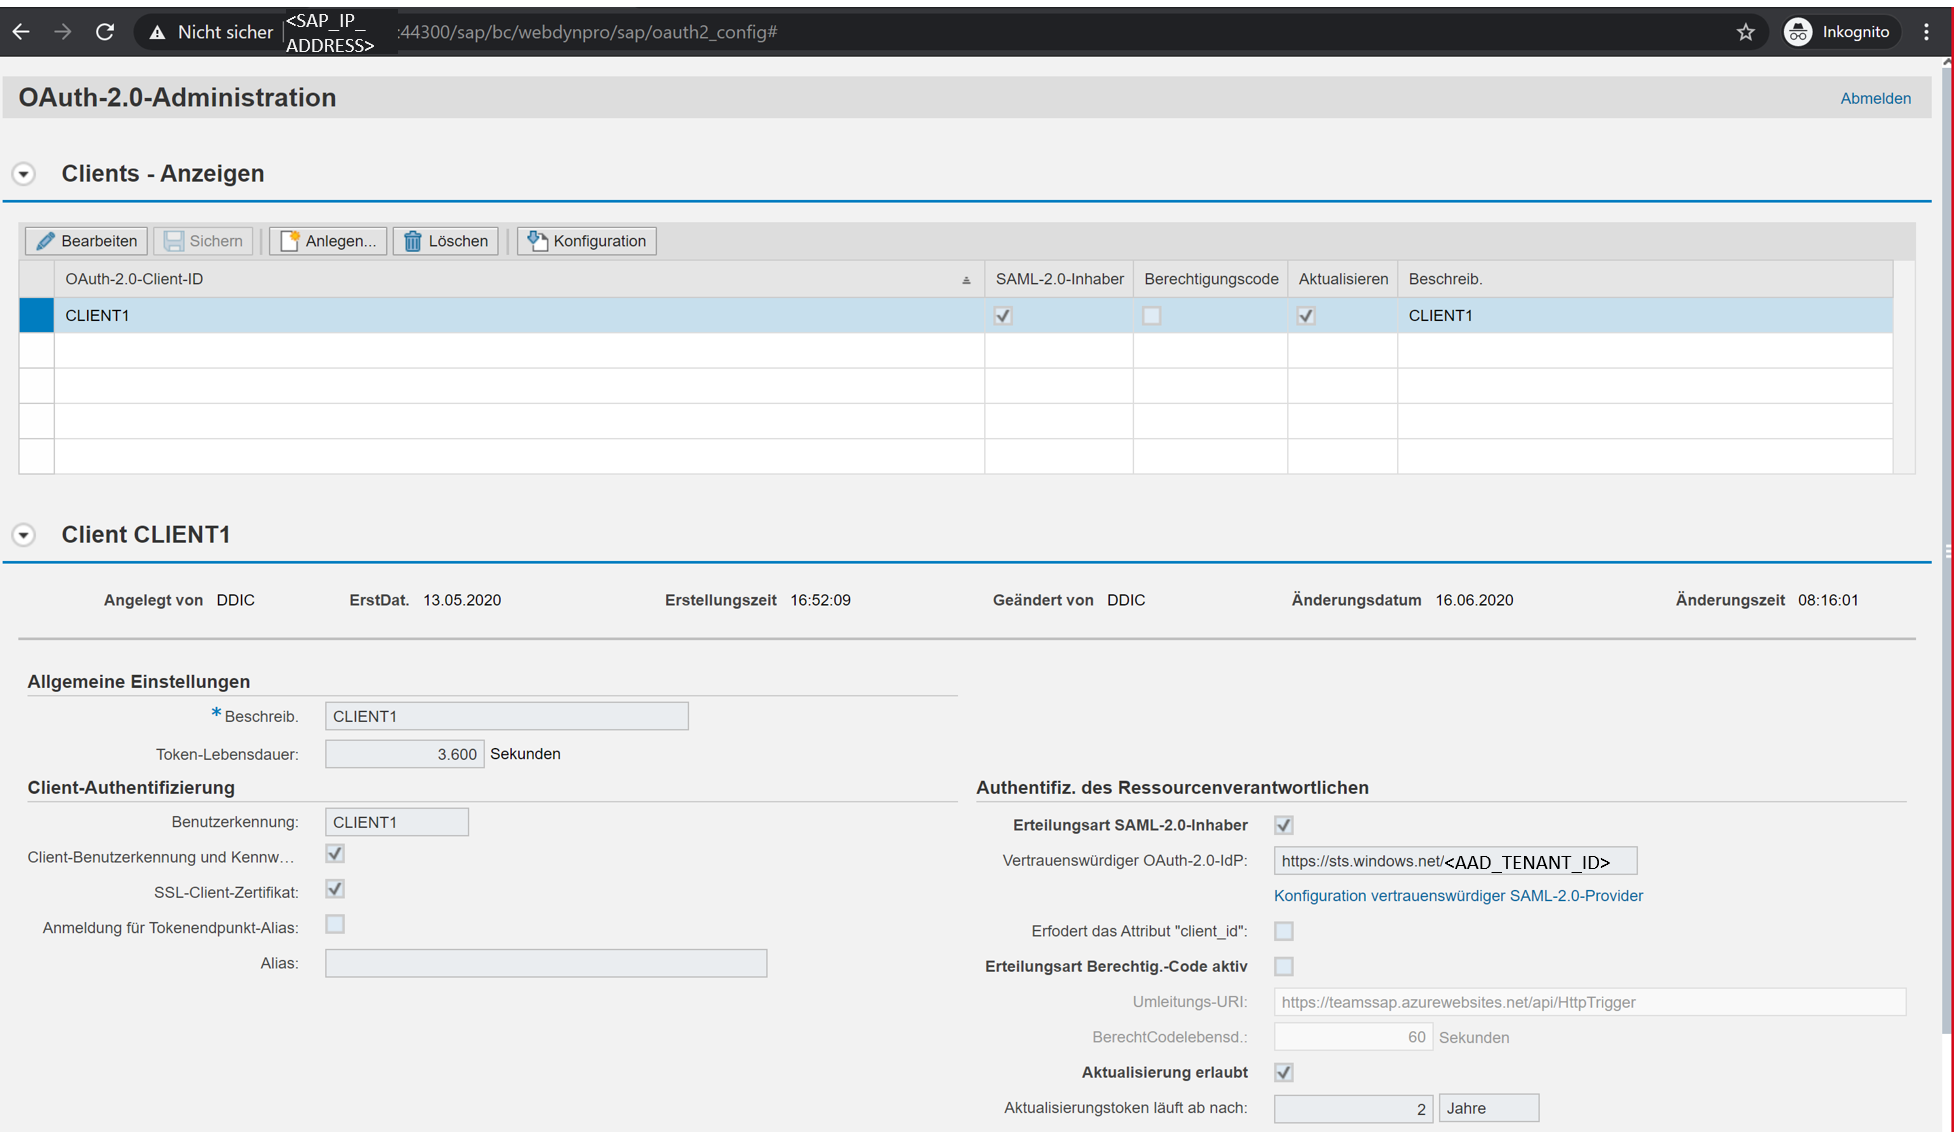 Nicht sicher <SAP_IP_ADDRESS> :44300/sap/bc/webdynpro/sap/oauth2_config# Inkognito
OAuth-2.0-Administration Abmelden
Clients - Anzeigen
Bearbeiten Sichern Anlegen... Löschen Konfiguration
OAuth-2.0-Client-ID SAML-2.0-Inhaber Berechtigungscode Aktualisieren Beschreib.
CLIENT1 CLIENT1
Client CLIENT1
Angelegt von DDIC ErstDat. 13.05.2020 Erstellungszeit 16:52:09 Geändert von DDIC Änderungsdatum 16.06.2020 Änderungszeit 08:16:01
Allgemeine Einstellungen
* Beschreib. CLIENT1
Token-Lebensdauer: 3.600 Sekunden
Client-Authentifizierung
Benutzerkennung: CLIENT1
Client-Benutzerkennung und Kennw...
SSL-Client-Zertifikat:
Anmeldung für Tokenendpunkt-Alias:
Alias:
Authentifiz. des Ressourcenverantwortlichen
Erteilungsart SAML-2.0-Inhaber
Vertrauenswürdiger OAuth-2.0-IdP: https://sts.windows.net/<AAD_TENANT_ID>
Konfiguration vertrauenswürdiger SAML-2.0-Provider
Erfodert das Attribut "client_id":
Erteilungsart Berechtig.-Code aktiv
Umleitungs-URI: https://teamssap.azurewebsites.net/api/HttpTrigger
BerechtCodelebensd.: 60 Sekunden
Aktualisierung erlaubt
Aktualisierungstoken läuft ab nach: 2 Jahre